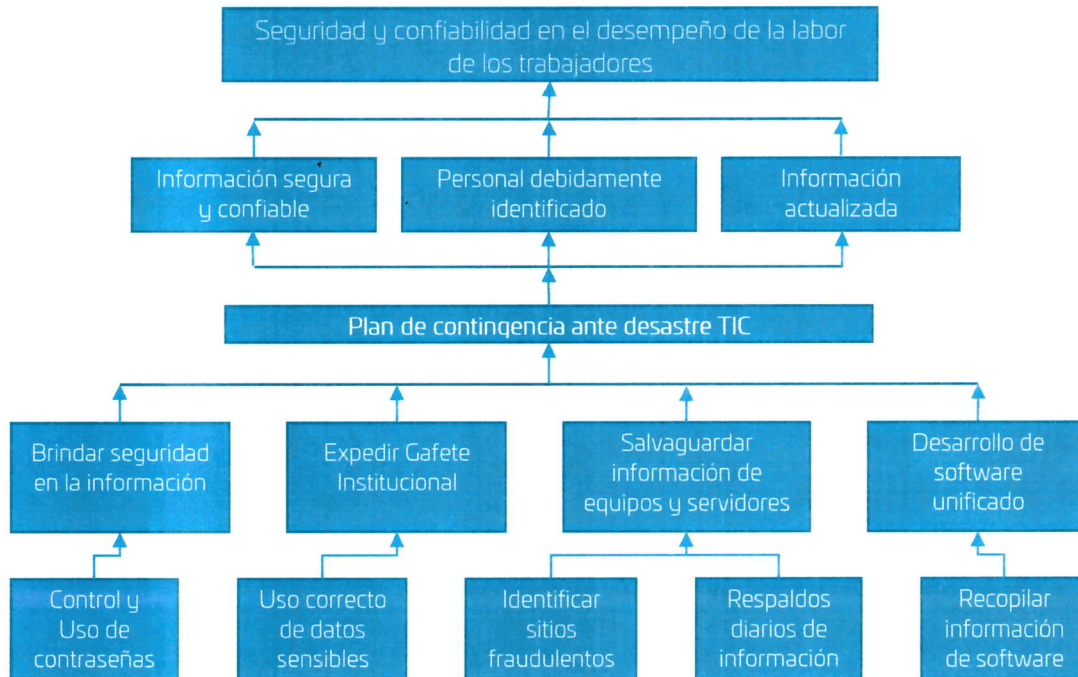 Seguridad y confiabilidad en el desempeño de la labor
de los trabajadores
Información segura
y confiable
Personal debidamente
identificado
Información
actualizada
Plan de contingencia ante desastre TIC
Brindar seguridad
en la información
Expedir Gafete
Institucional
Salvaguardar
información de
equipos y servidores
Desarrollo de
software
unificado
Control y
Uso de
contraseñas
Uso correcto
de datos
sensibles
Identificar
sitios
fraudulentos
Respaldos
diarios de
información
Recopilar
información
de software